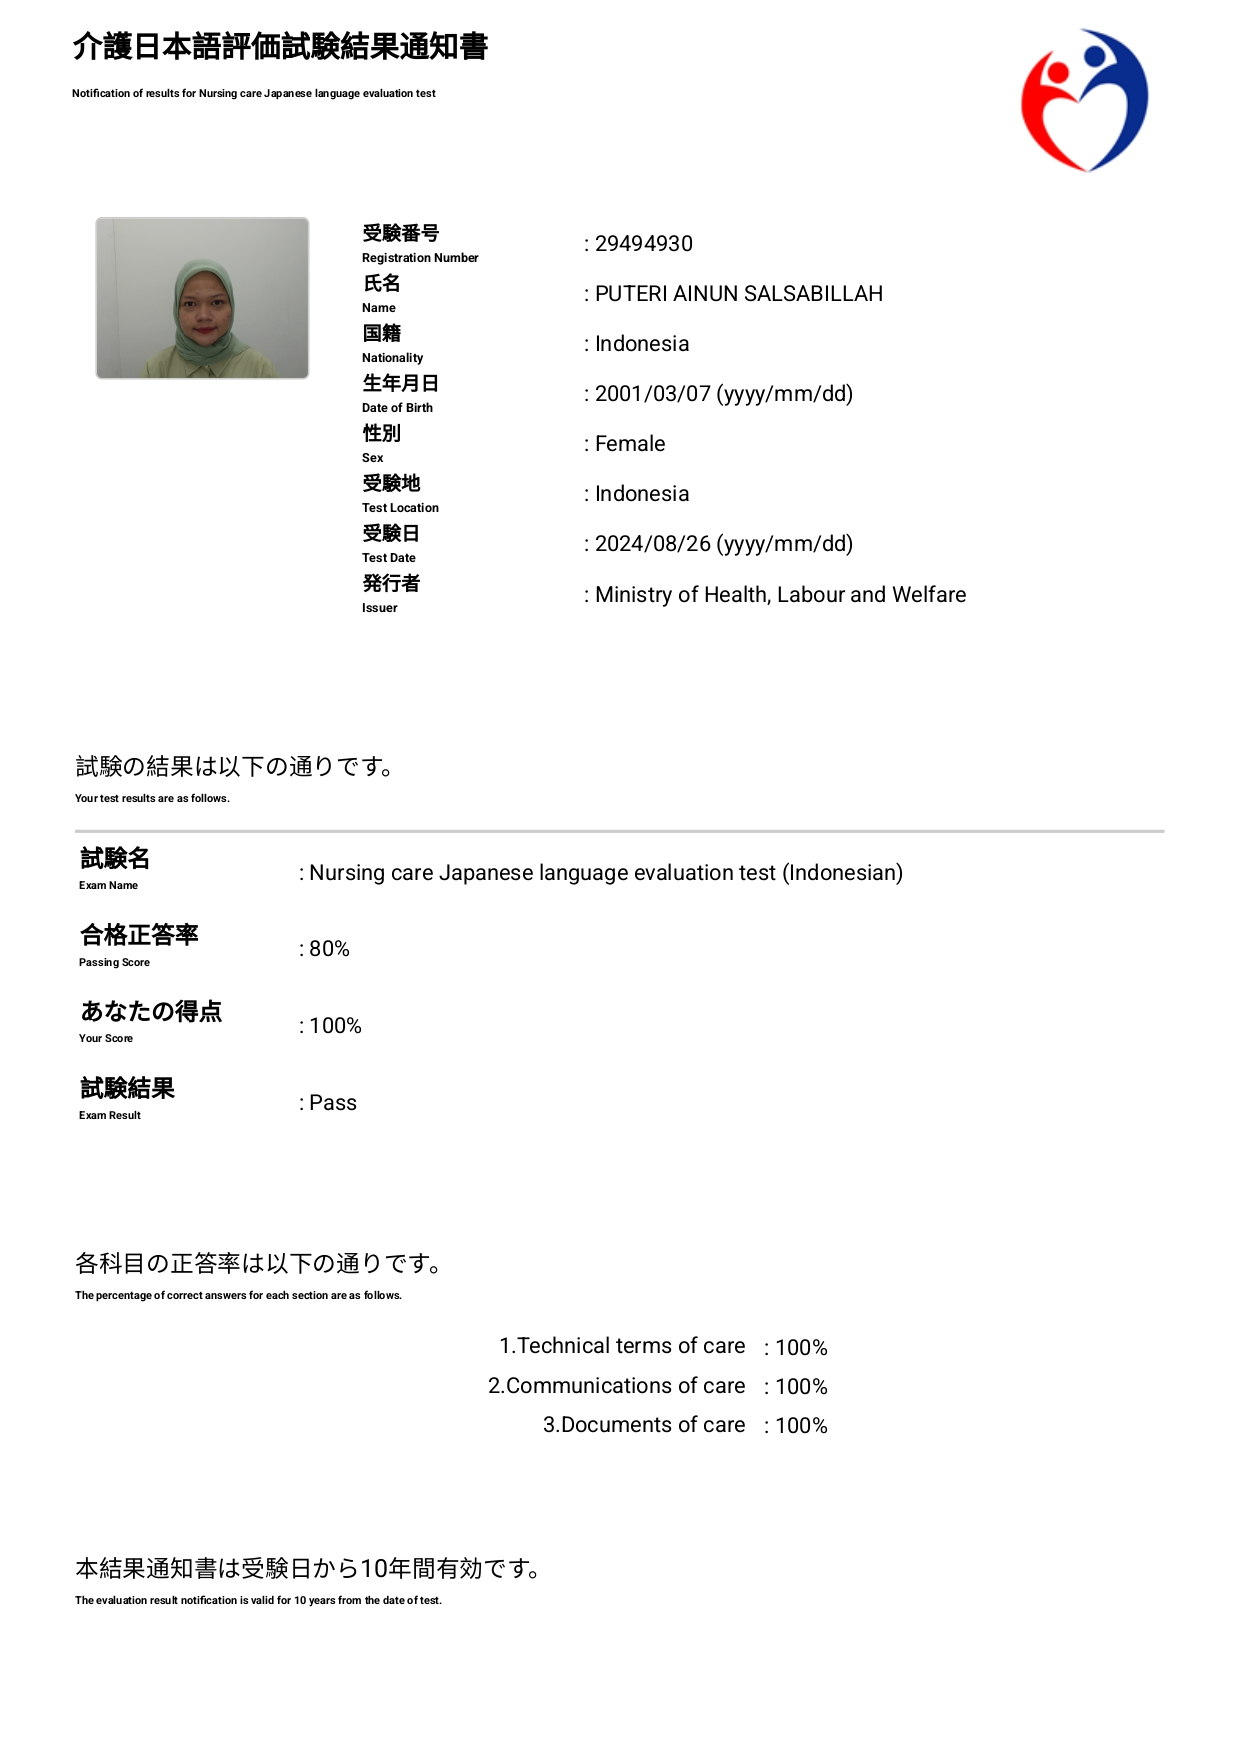 介護日本語評価試験結果通知書
Notification of results for Nursing care Japanese language evaluation test
受験番号
Registration Number
: 29494930
氏名
Name
: PUTERI AINUN SALSABILLAH
国籍
Nationality
: Indonesia
生年月日
Date of Birth
: 2001/03/07 (yyyy/mm/dd)
性別
Sex
: Female
受験地
Test Location
: Indonesia
受験日
Test Date
: 2024/08/26 (yyyy/mm/dd)
発行者
Issuer
: Ministry of Health, Labour and Welfare
試験の結果は以下の通りです。
Your test results are as follows.
試験名
Exam Name
: Nursing care Japanese language evaluation test (Indonesian)
合格正答率
Passing Score
: 80%
あなたの得点
Your Score
: 100%
試験結果
Exam Result
: Pass
各科目の正答率は以下の通りです。
The percentage of correct answers for each section are as follows.
1.Technical terms of care : 100%
2.Communications of care : 100%
3.Documents of care : 100%
本結果通知書は受験日から10年間有効です。
The evaluation result notification is valid for 10 years from the date of test.